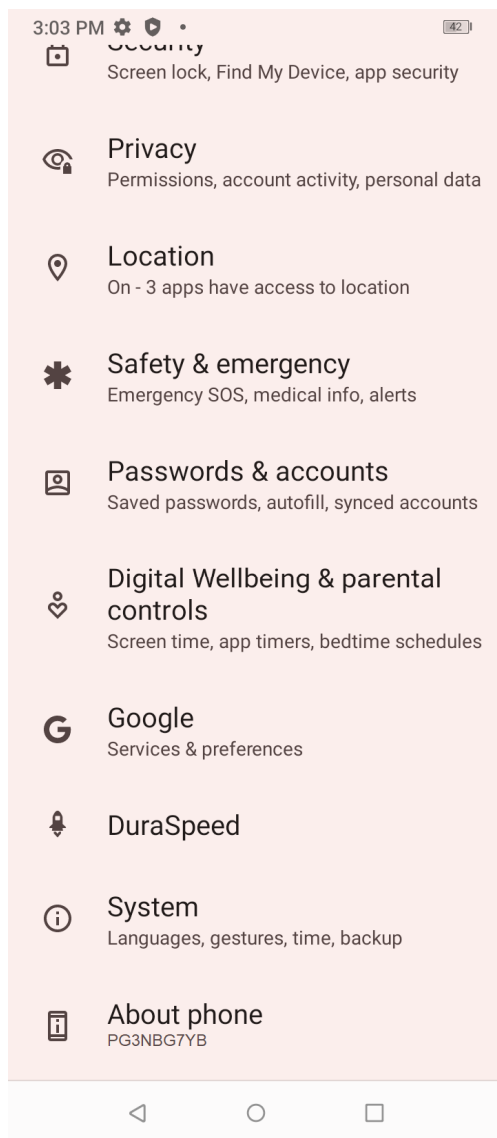 3:03 PM
42
Security
Screen lock, Find My Device, app security
Privacy
Permissions, account activity, personal data
Location
On - 3 apps have access to location
Safety & emergency
Emergency SOS, medical info, alerts
Passwords & accounts
Saved passwords, autofill, synced accounts
Digital Wellbeing & parental
controls
Screen time, app timers, bedtime schedules
Google
Services & preferences
DuraSpeed
System
Languages, gestures, time, backup
About phone
PG3NBG7YB